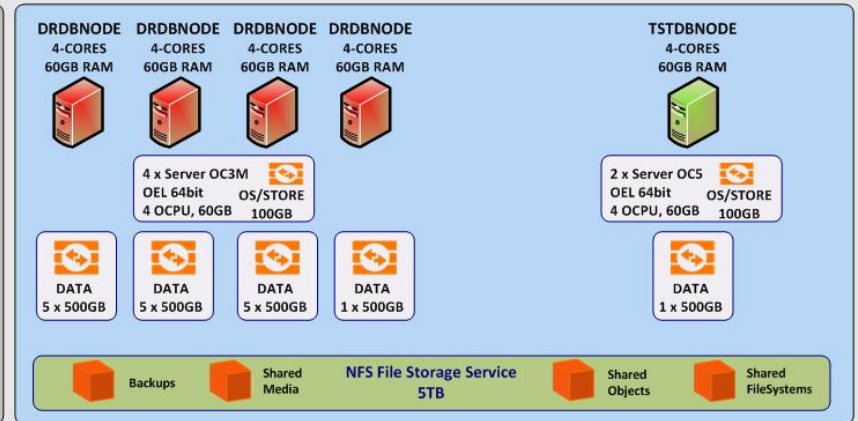 DRDBNODE DRDBNODE DRDBNODE DRDBNODE TSTDBNODE
4-CORES 4-CORES 4-CORES 4-CORES 4-CORES
60GB RAM 60GB RAM 60GB RAM 60GB RAM 60GB RAM
4 x Server OC3M
OEL 64bit
4 OCPU, 60GB
OS/STORE
100GB
2 x Server OC5
OEL 64bit
4 OCPU, 60GB
OS/STORE
100GB
DATA
5 x 500GB
DATA
5 x 500GB
DATA
5 x 500GB
DATA
1 x 500GB
DATA
1 x 500GB
Backups
Shared
Media
NFS File Storage Service
5TB
Shared
Objects
Shared
FileSystems